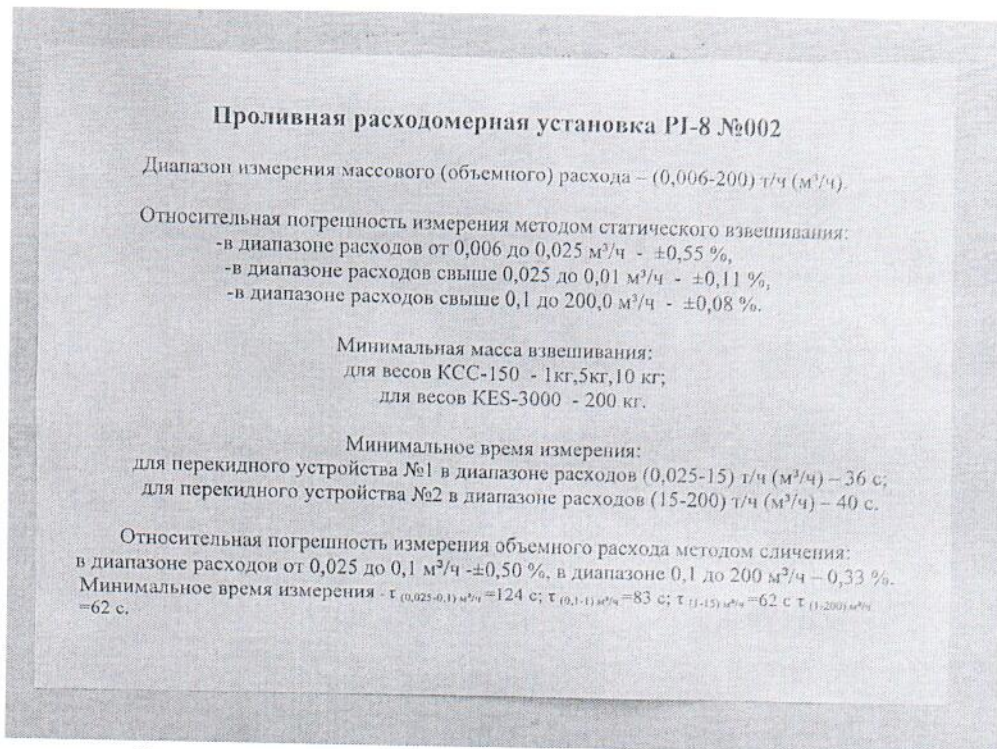 Проливная расходомерная установка PI-8 №002
Диапазон измерения массового (объемного) расхода – (0,006-200) т/ч (м³/ч).
Относительная погрешность измерения методом статического взвешивания:
-в диапазоне расходов от 0,006 до 0,025 м³/ч - ±0,55 %,
-в диапазоне расходов свыше 0,025 до 0,01 м³/ч - ±0,11 %,
-в диапазоне расходов свыше 0,1 до 200,0 м³/ч - ±0,08 %.
Минимальная масса взвешивания:
для весов КСС-150 - 1кг,5кг,10 кг;
для весов KES-3000 - 200 кг.
Минимальное время измерения:
для перекидного устройства №1 в диапазоне расходов (0,025-15) т/ч (м³/ч) – 36 с;
для перекидного устройства №2 в диапазоне расходов (15-200) т/ч (м³/ч) – 40 с.
Относительная погрешность измерения объемного расхода методом сличения:
в диапазоне расходов от 0,025 до 0,1 м³/ч -±0,50 %, в диапазоне 0,1 до 200 м³/ч – 0,33 %.
Минимальное время измерения - τ (0,025-0,1) м³/ч =124 с; τ (0,1-1) м³/ч =83 с; τ (1-15) м³/ч =62 с τ (1-200) м³/ч
=62 с.